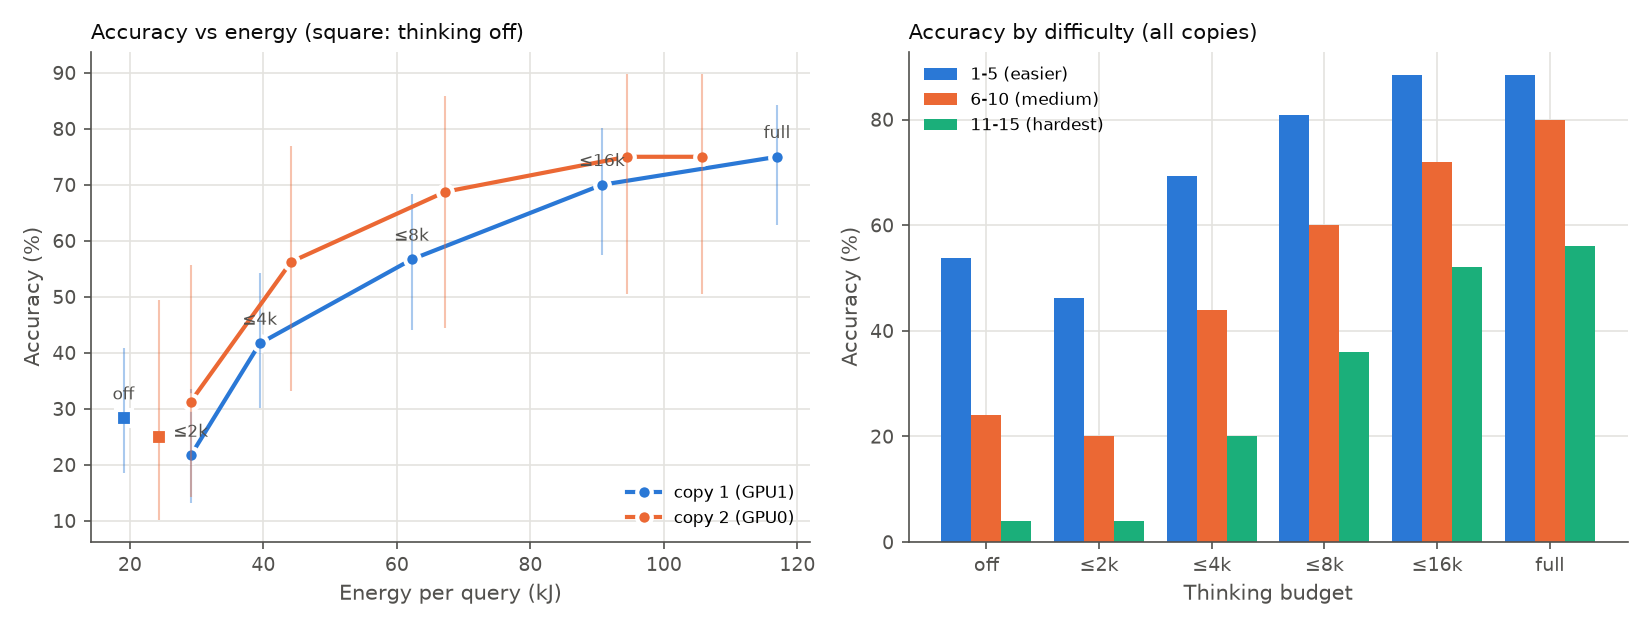 Accuracy vs energy (square: thinking off)
Accuracy (%)
90
80
70
60
50
40
30
20
10
off
≤2k
≤4k
≤8k
≤16k
full
copy 1 (GPU1)
copy 2 (GPU0)
20 40 60 80 100 120
Energy per query (kJ)
Accuracy by difficulty (all copies)
1-5 (easier)
6-10 (medium)
11-15 (hardest)
Accuracy (%)
80
60
40
20
0
off ≤2k ≤4k ≤8k ≤16k full
Thinking budget